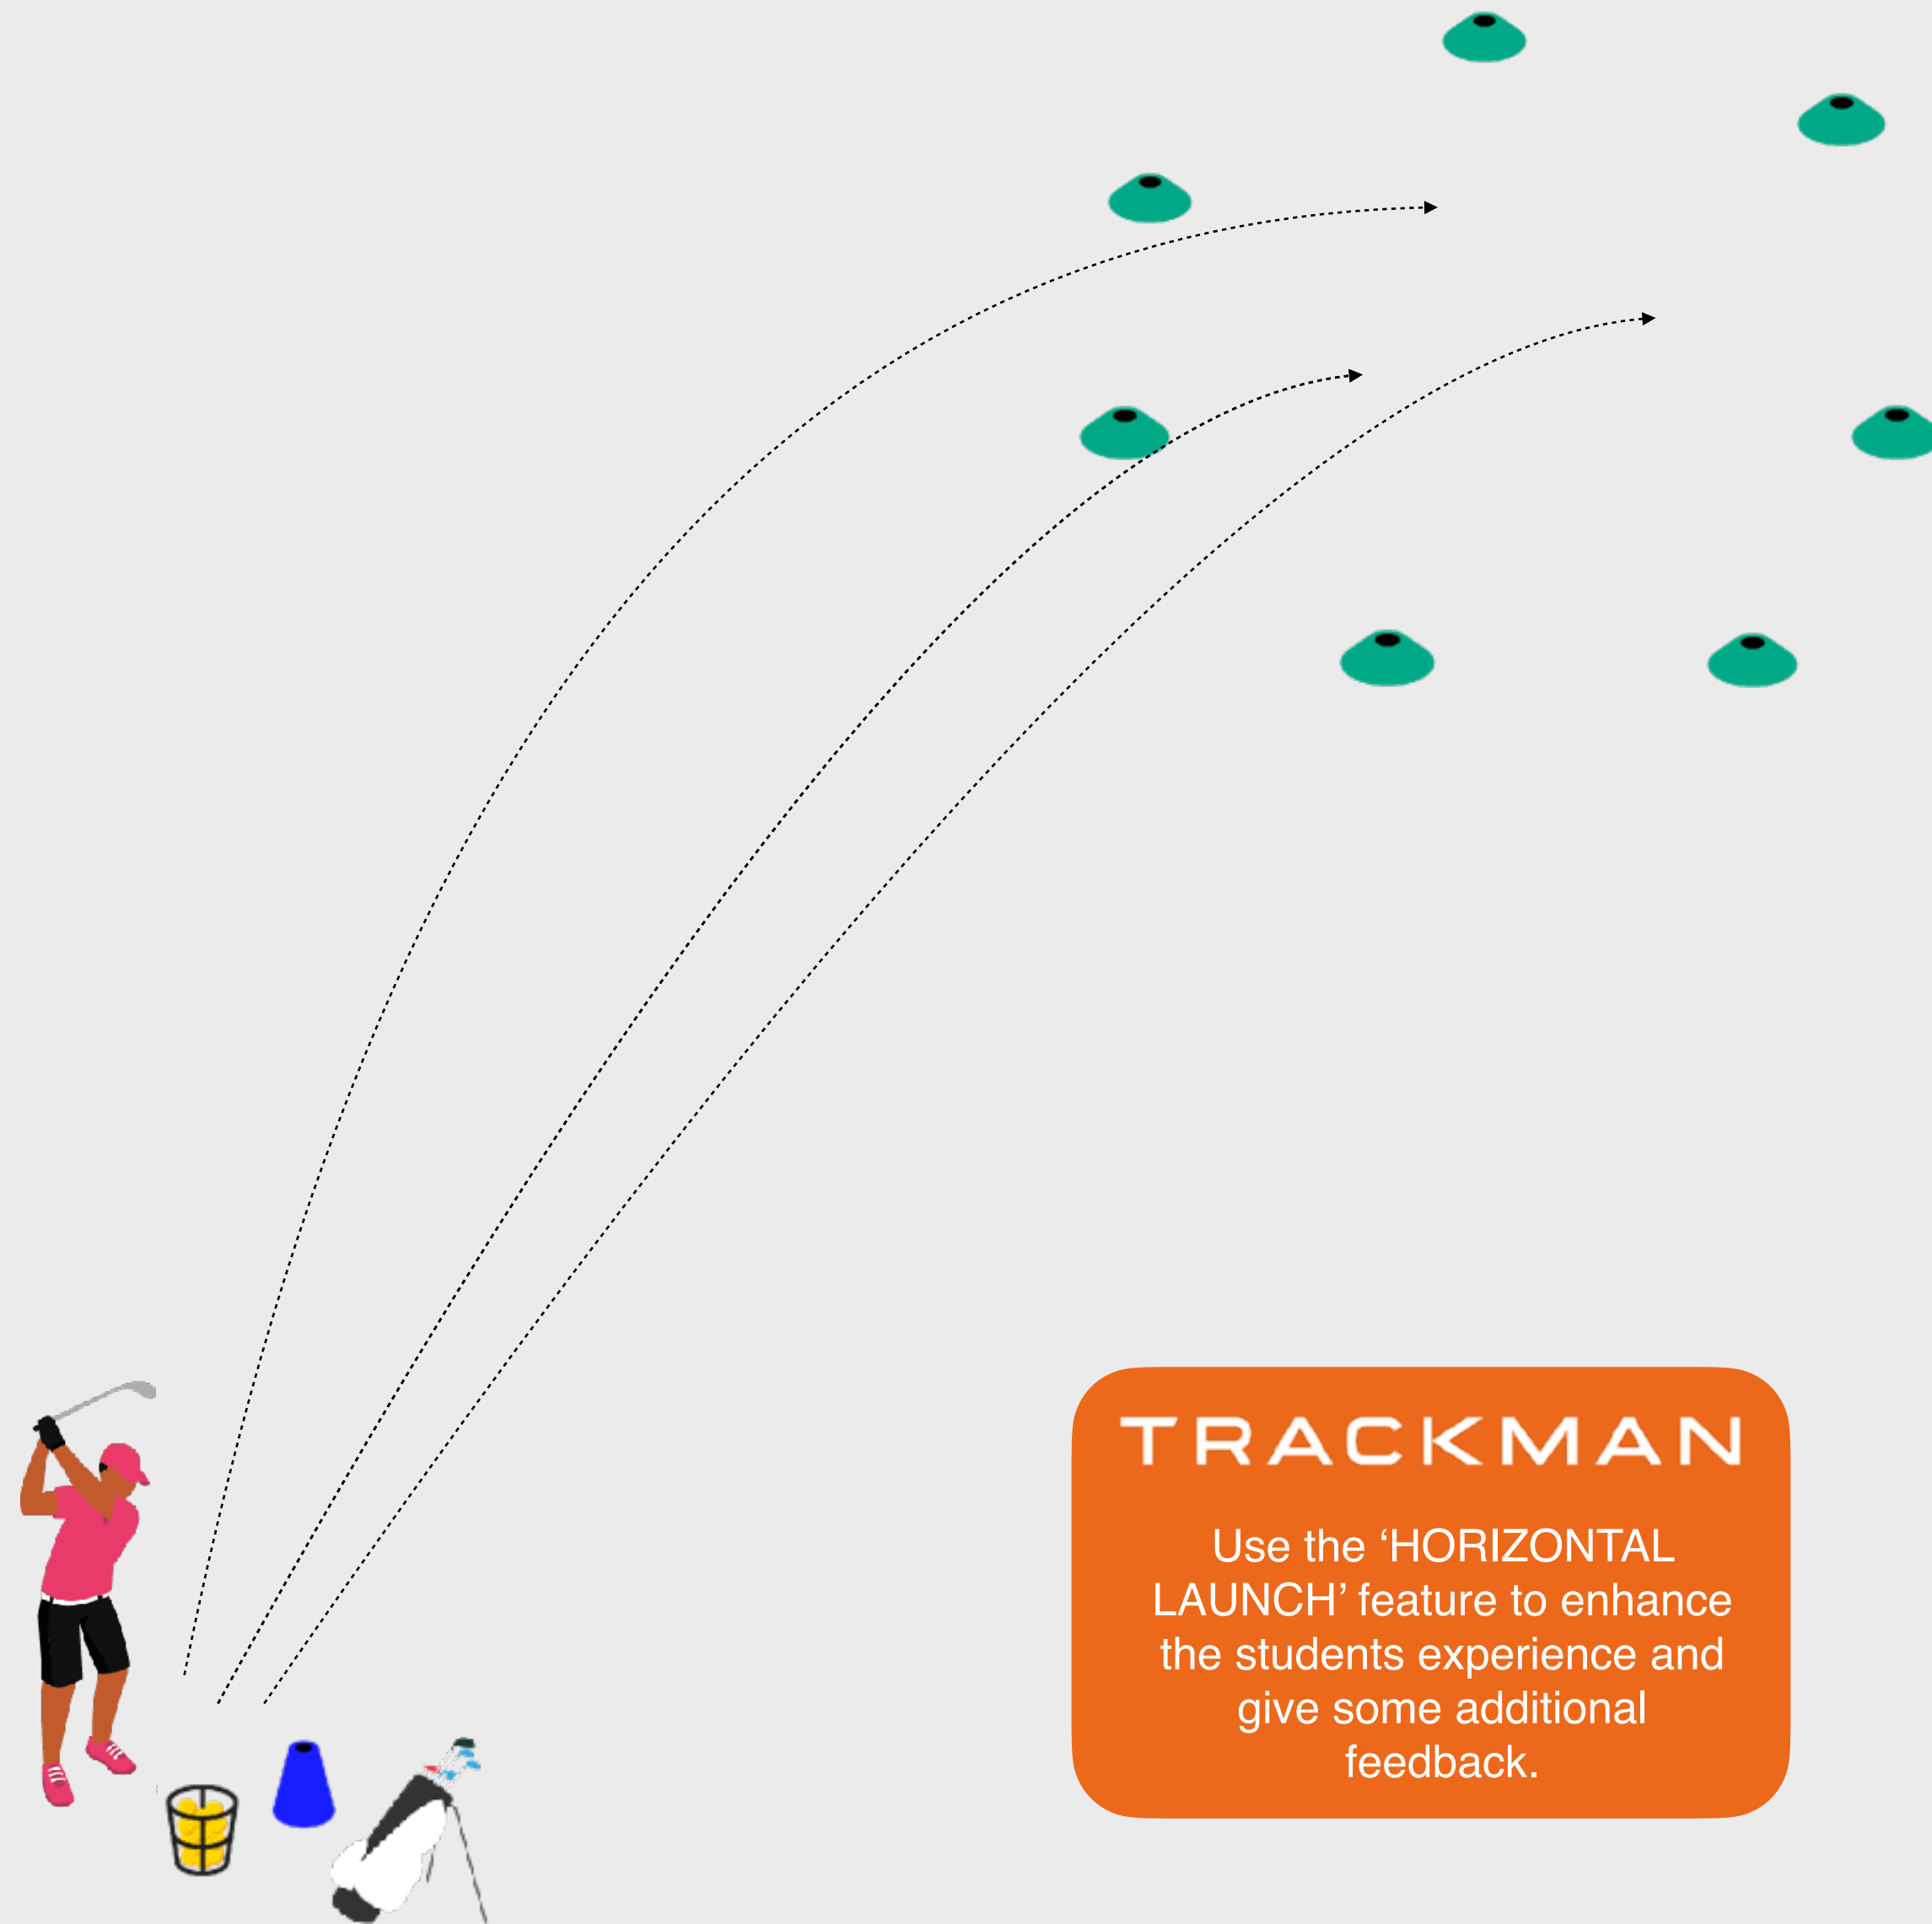 TRACKMAN
Use the ‘HORIZONTAL
LAUNCH’ feature to enhance
the students experience and
give some additional
feedback.